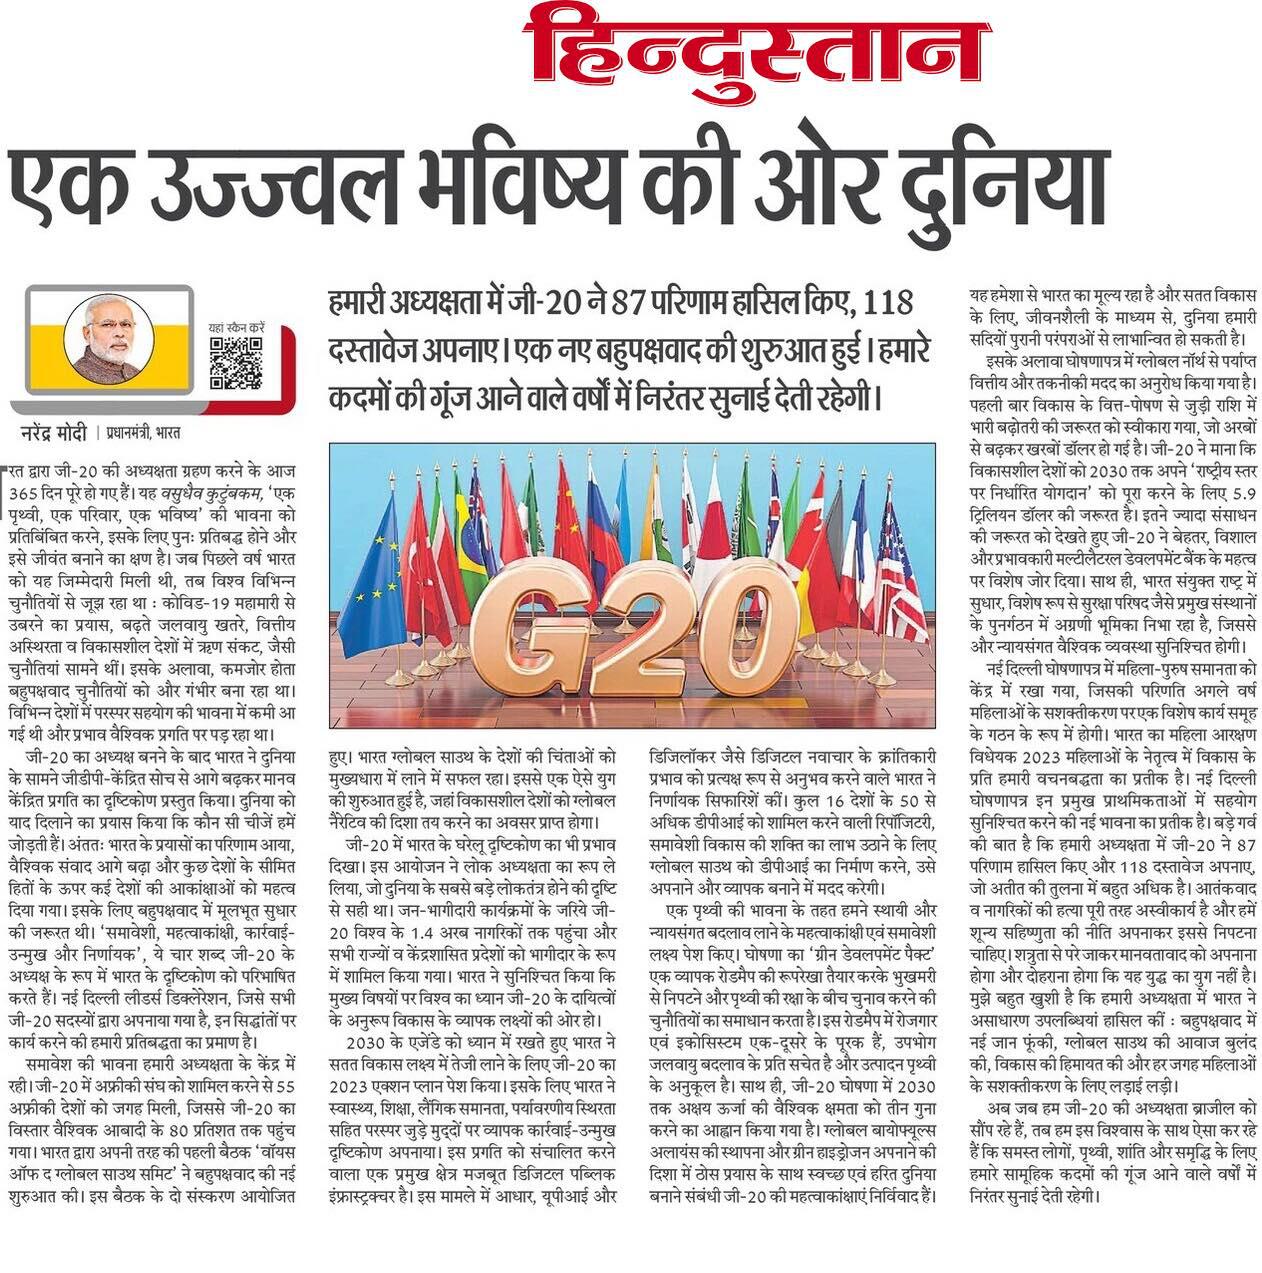 हिन्दुस्तान
एक उज्ज्वल भविष्य की ओर दुनिया
यहां स्कैन करें
नरेंद्र मोदी | प्रधानमंत्री, भारत
हमारी अध्यक्षता में जी-20 ने 87 परिणाम हासिल किए, 118
दस्तावेज अपनाए। एक नए बहुपक्षवाद की शुरुआत हुई। हमारे
कदमों की गूंज आने वाले वर्षों में निरंतर सुनाई देती रहेगी।
G20
रत द्वारा जी-20 की अध्यक्षता ग्रहण करने के आज
365 दिन पूरे हो गए हैं। यह वसुधैव कुटुंबकम, ‘एक
पृथ्वी, एक परिवार, एक भविष्य’ की भावना को
प्रतिबिंबित करने, इसके लिए पुनः प्रतिबद्ध होने और
इसे जीवंत बनाने का क्षण है। जब पिछले वर्ष भारत
को यह जिम्मेदारी मिली थी, तब विश्व विभिन्न
चुनौतियों से जूझ रहा था : कोविड-19 महामारी से
उबरने का प्रयास, बढ़ते जलवायु खतरे, वित्तीय
अस्थिरता व विकासशील देशों में ऋण संकट, जैसी
चुनौतियां सामने थीं। इसके अलावा, कमजोर होता
बहुपक्षवाद चुनौतियों को और गंभीर बना रहा था।
विभिन्न देशों में परस्पर सहयोग की भावना में कमी आ
गई थी और प्रभाव वैश्विक प्रगति पर पड़ रहा था।
जी-20 का अध्यक्ष बनने के बाद भारत ने दुनिया
के सामने जीडीपी-केंद्रित सोच से आगे बढ़कर मानव
केंद्रित प्रगति का दृष्टिकोण प्रस्तुत किया। दुनिया को
याद दिलाने का प्रयास किया कि कौन सी चीजें हमें
जोड़ती हैं। अंततः भारत के प्रयासों का परिणाम आया,
वैश्विक संवाद आगे बढ़ा और कुछ देशों के सीमित
हितों के ऊपर कई देशों की आकांक्षाओं को महत्व
दिया गया। इसके लिए बहुपक्षवाद में मूलभूत सुधार
की जरूरत थी। ‘समावेशी, महत्वाकांक्षी, कार्रवाई-
उन्मुख और निर्णायक’, ये चार शब्द जी-20 के
अध्यक्ष के रूप में भारत के दृष्टिकोण को परिभाषित
करते हैं। नई दिल्ली लीडर्स डिक्लेरेशन, जिसे सभी
जी-20 सदस्यों द्वारा अपनाया गया है, इन सिद्धांतों पर
कार्य करने की हमारी प्रतिबद्धता का प्रमाण है।
समावेश की भावना हमारी अध्यक्षता के केंद्र में
रही। जी-20 में अफ्रीकी संघ को शामिल करने से 55
अफ्रीकी देशों को जगह मिली, जिससे जी-20 का
विस्तार वैश्विक आबादी के 80 प्रतिशत तक पहुंच
गया। भारत द्वारा अपनी तरह की पहली बैठक ‘वॉयस
ऑफ द ग्लोबल साउथ समिट’ ने बहुपक्षवाद की नई
शुरुआत की। इस बैठक के दो संस्करण आयोजित
हुए। भारत ग्लोबल साउथ के देशों की चिंताओं को
मुख्यधारा में लाने में सफल रहा। इससे एक ऐसे युग
की शुरुआत हुई है, जहां विकासशील देशों को ग्लोबल
नैरेटिव की दिशा तय करने का अवसर प्राप्त होगा।
जी-20 में भारत के घरेलू दृष्टिकोण का भी प्रभाव
दिखा। इस आयोजन ने लोक अध्यक्षता का रूप ले
लिया, जो दुनिया के सबसे बड़े लोकतंत्र होने की दृष्टि
से सही था। जन-भागीदारी कार्यक्रमों के जरिये जी-
20 विश्व के 1.4 अरब नागरिकों तक पहुंचा और
सभी राज्यों व केंद्रशासित प्रदेशों को भागीदार के रूप
में शामिल किया गया। भारत ने सुनिश्चित किया कि
मुख्य विषयों पर विश्व का ध्यान जी-20 के दायित्वों
के अनुरूप विकास के व्यापक लक्ष्यों की ओर हो।
2030 के एजेंडे को ध्यान में रखते हुए भारत ने
सतत विकास लक्ष्य में तेजी लाने के लिए जी-20 का
2023 एक्शन प्लान पेश किया। इसके लिए भारत ने
स्वास्थ्य, शिक्षा, लैंगिक समानता, पर्यावरणीय स्थिरता
सहित परस्पर जुड़े मुद्दों पर व्यापक कार्रवाई-उन्मुख
दृष्टिकोण अपनाया। इस प्रगति को संचालित करने
वाला एक प्रमुख क्षेत्र मजबूत डिजिटल पब्लिक
इंफ्रास्ट्रक्चर है। इस मामले में आधार, यूपीआई और
डिजिलॉकर जैसे डिजिटल नवाचार के क्रांतिकारी
प्रभाव को प्रत्यक्ष रूप से अनुभव करने वाले भारत ने
निर्णायक सिफारिशें कीं। कुल 16 देशों के 50 से
अधिक डीपीआई को शामिल करने वाली रिपॉजिटरी,
समावेशी विकास की शक्ति का लाभ उठाने के लिए
ग्लोबल साउथ को डीपीआई का निर्माण करने, उसे
अपनाने और व्यापक बनाने में मदद करेगी।
एक पृथ्वी की भावना के तहत हमने स्थायी और
न्यायसंगत बदलाव लाने के महत्वाकांक्षी एवं समावेशी
लक्ष्य पेश किए। घोषणा का ‘ग्रीन डेवलपमेंट पैक्ट’
एक व्यापक रोडमैप की रूपरेखा तैयार करके भुखमरी
से निपटने और पृथ्वी की रक्षा के बीच चुनाव करने की
चुनौतियों का समाधान करता है। इस रोडमैप में रोजगार
एवं इकोसिस्टम एक-दूसरे के पूरक हैं, उपभोग
जलवायु बदलाव के प्रति सचेत है और उत्पादन पृथ्वी
के अनुकूल है। साथ ही, जी-20 घोषणा में 2030
तक अक्षय ऊर्जा की वैश्विक क्षमता को तीन गुना
करने का आह्वान किया गया है। ग्लोबल बायोफ्यूल्स
अलायंस की स्थापना और ग्रीन हाइड्रोजन अपनाने की
दिशा में ठोस प्रयास के साथ स्वच्छ एवं हरित दुनिया
बनाने संबंधी जी-20 की महत्वाकांक्षाएं निर्विवाद हैं।
यह हमेशा से भारत का मूल्य रहा है और सतत विकास
के लिए, जीवनशैली के माध्यम से, दुनिया हमारी
सदियों पुरानी परंपराओं से लाभान्वित हो सकती है।
इसके अलावा घोषणापत्र में ग्लोबल नॉर्थ से पर्याप्त
वित्तीय और तकनीकी मदद का अनुरोध किया गया है।
पहली बार विकास के वित्त-पोषण से जुड़ी राशि में
भारी बढ़ोतरी की जरूरत को स्वीकारा गया, जो अरबों
से बढ़कर खरबों डॉलर हो गई है। जी-20 ने माना कि
विकासशील देशों को 2030 तक अपने ‘राष्ट्रीय स्तर
पर निर्धारित योगदान’ को पूरा करने के लिए 5.9
ट्रिलियन डॉलर की जरूरत है। इतने ज्यादा संसाधन
की जरूरत को देखते हुए जी-20 ने बेहतर, विशाल
और प्रभावकारी मल्टीलैटरल डेवलपमेंट बैंक के महत्व
पर विशेष जोर दिया। साथ ही, भारत संयुक्त राष्ट्र में
सुधार, विशेष रूप से सुरक्षा परिषद जैसे प्रमुख संस्थानों
के पुनर्गठन में अग्रणी भूमिका निभा रहा है, जिससे
और न्यायसंगत वैश्विक व्यवस्था सुनिश्चित होगी।
नई दिल्ली घोषणापत्र में महिला-पुरुष समानता को
केंद्र में रखा गया, जिसकी परिणति अगले वर्ष
महिलाओं के सशक्तीकरण पर एक विशेष कार्य समूह
के गठन के रूप में होगी। भारत का महिला आरक्षण
विधेयक 2023 महिलाओं के नेतृत्व में विकास के
प्रति हमारी वचनबद्धता का प्रतीक है। नई दिल्ली
घोषणापत्र इन प्रमुख प्राथमिकताओं में सहयोग
सुनिश्चित करने की नई भावना का प्रतीक है। बड़े गर्व
की बात है कि हमारी अध्यक्षता में जी-20 ने 87
परिणाम हासिल किए और 118 दस्तावेज अपनाए,
जो अतीत की तुलना में बहुत अधिक है। आतंकवाद
व नागरिकों की हत्या पूरी तरह अस्वीकार्य है और हमें
शून्य सहिष्णुता की नीति अपनाकर इससे निपटना
चाहिए। शत्रुता से परे जाकर मानवतावाद को अपनाना
होगा और दोहराना होगा कि यह युद्ध का युग नहीं है।
मुझे बहुत खुशी है कि हमारी अध्यक्षता में भारत ने
असाधारण उपलब्धियां हासिल कीं : बहुपक्षवाद में
नई जान फूंकी, ग्लोबल साउथ की आवाज बुलंद
की, विकास की हिमायत की और हर जगह महिलाओं
के सशक्तीकरण के लिए लड़ाई लड़ी।
अब जब हम जी-20 की अध्यक्षता ब्राजील को
सौंप रहे हैं, तब हम इस विश्वास के साथ ऐसा कर रहे
हैं कि समस्त लोगों, पृथ्वी, शांति और समृद्धि के लिए
हमारे सामूहिक कदमों की गूंज आने वाले वर्षों में
निरंतर सुनाई देती रहेगी।